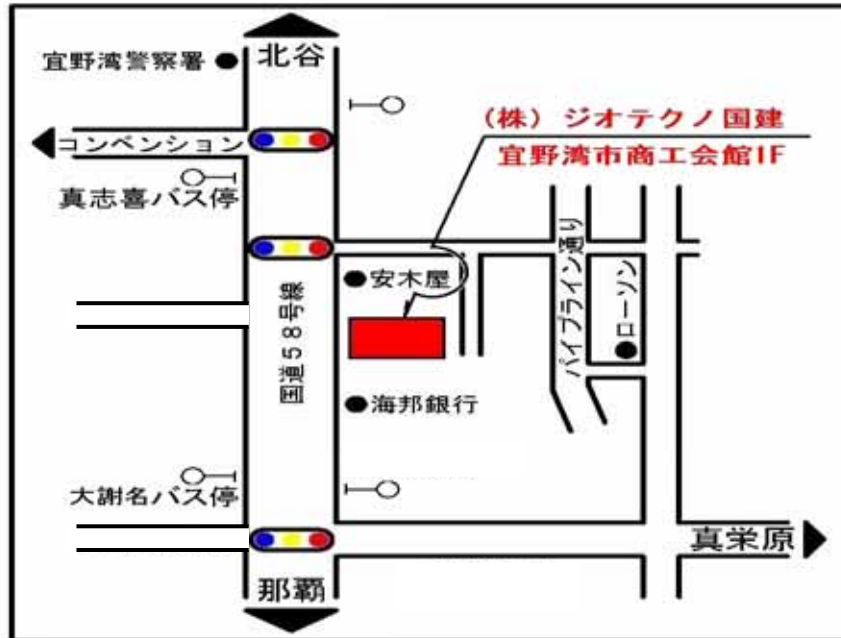 北谷
宜野湾警察署
(株) ジオテクノ国建
宜野湾市商工会館1F
コンベンション
真志喜バス停
パイプライン通り
安木屋
国道58号線
ローソン
海邦銀行
大謝名バス停
真栄原
那覇